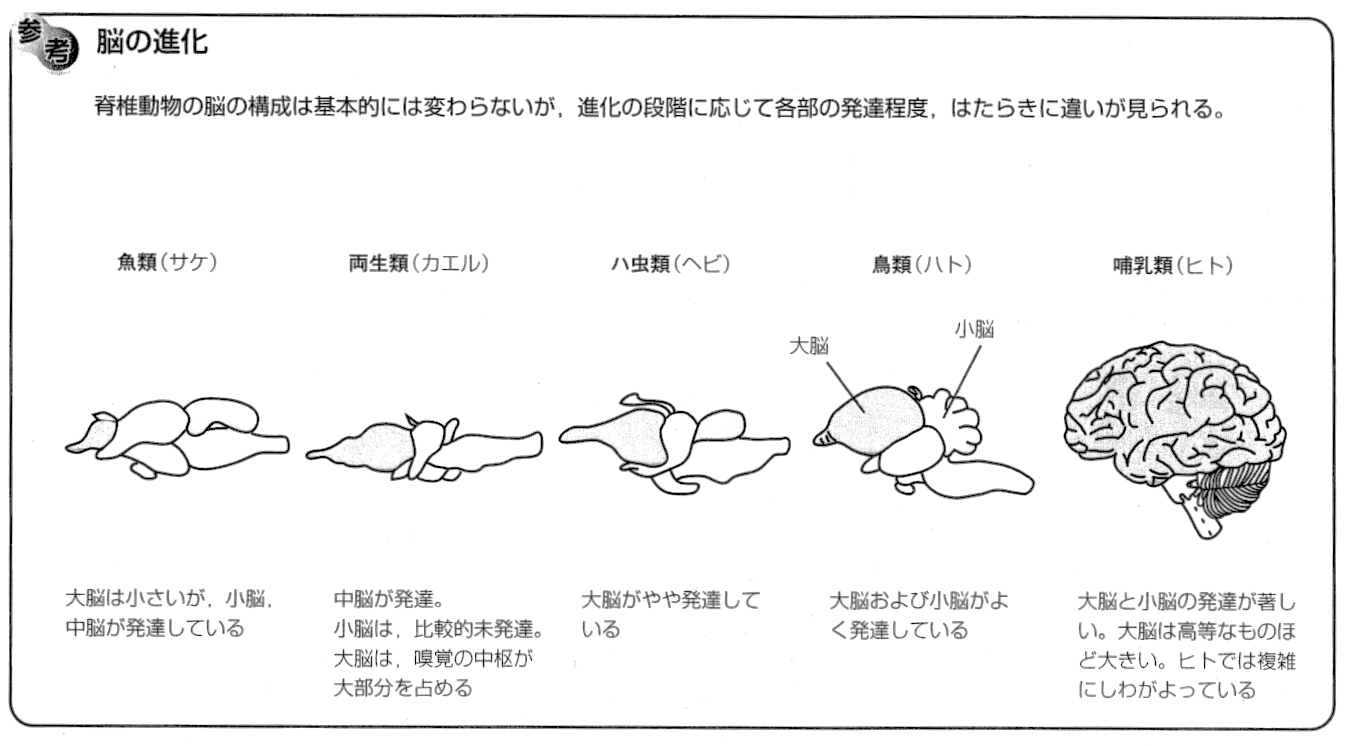 参考 脳の進化
脊椎動物の脳の構成は基本的には変わらないが，進化の段階に応じて各部の発達程度，はたらきに違いが見られる。
魚類（サケ）
両生類（カエル）
ハ虫類（ヘビ）
鳥類（ハト）
哺乳類（ヒト）
大脳
小脳
大脳は小さいが，小脳，
中脳が発達している
中脳が発達。
小脳は，比較的未発達。
大脳は，嗅覚の中枢が
大部分を占める
大脳がやや発達して
いる
大脳および小脳がよ
く発達している
大脳と小脳の発達が著し
い。大脳は高等なものほ
ど大きい。ヒトでは複雑
にしわがよっている